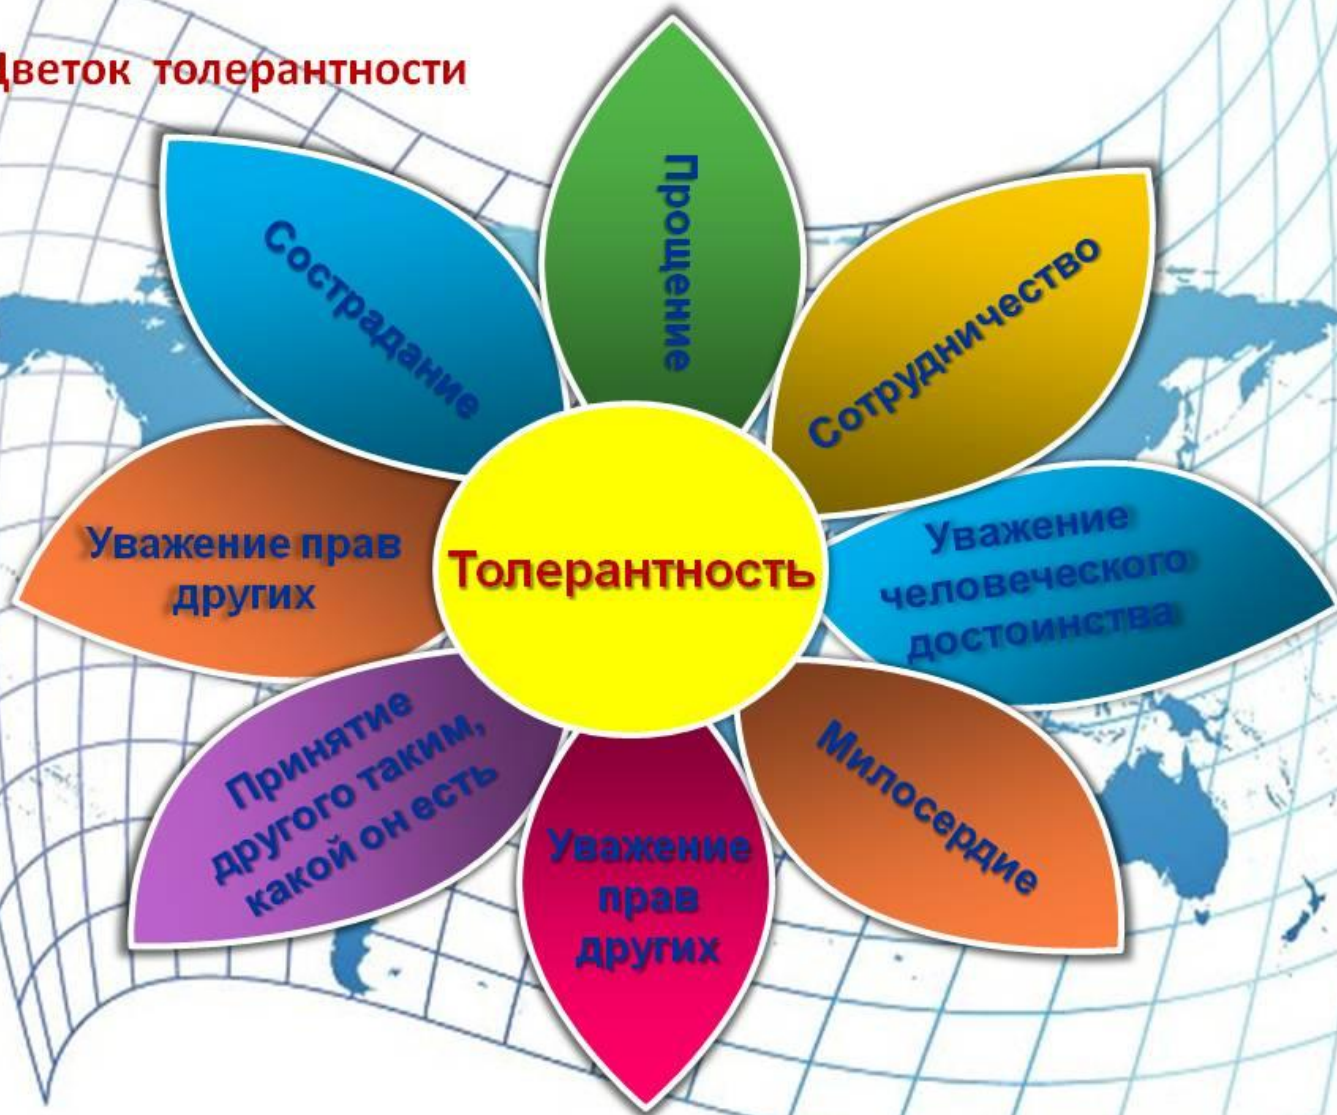 Цветок толерантности
Прощение
Сострадание
Сотрудничество
Уважение прав
других
Толерантность
Уважение
человеческого
достоинства
Принятие
другого таким,
какой он есть
Милосердие
Уважение
прав
других